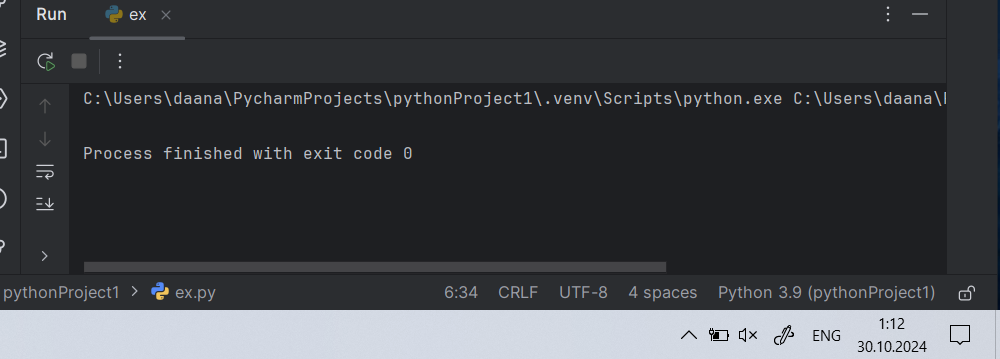 Run ex
C:\Users\daana\PycharmProjects\pythonProject1\.venv\Scripts\python.exe C:\Users\daana\
Process finished with exit code 0
pythonProject1 > ex.py 6:34 CRLF UTF-8 4 spaces Python 3.9 (pythonProject1)
ENG 1:12
30.10.2024